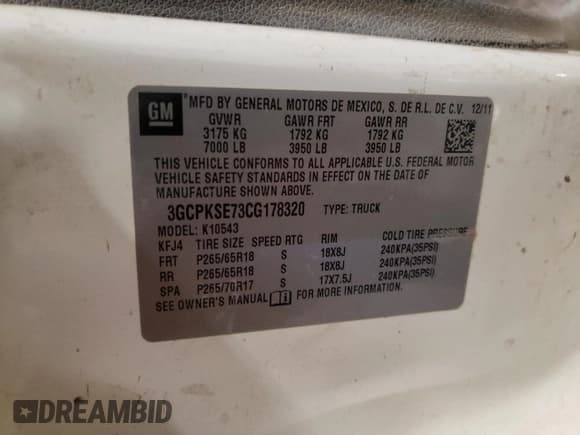 GM
MFD BY GENERAL MOTORS DE MEXICO, S. DE R.L. DE C.V. 12/11
GVWR GAWR FRT GAWR RR
3175 KG 1792 KG 1792 KG
7000 LB 3950 LB 3950 LB
THIS VEHICLE CONFORMS TO ALL APPLICABLE U.S. FEDERAL MOTOR
VEHICLE SAFETY STANDARDS IN EFFECT ON THE DATE OF
MANUFACTURE SHOWN ABOVE.
3GCPKSE73CG178320 TYPE: TRUCK
MODEL: K10543
KFJ4 TIRE SIZE SPEED RTG RIM COLD TIRE PRESSURE
FRT P265/65R18 S 18X8J 240KPA(35PSI)
RR P265/65R18 S 18X8J 240KPA(35PSI)
SPA P265/70R17 S 17X7.5J 240KPA(35PSI)
SEE OWNER'S MANUAL FOR MORE INFORMATION.
DREAMBID